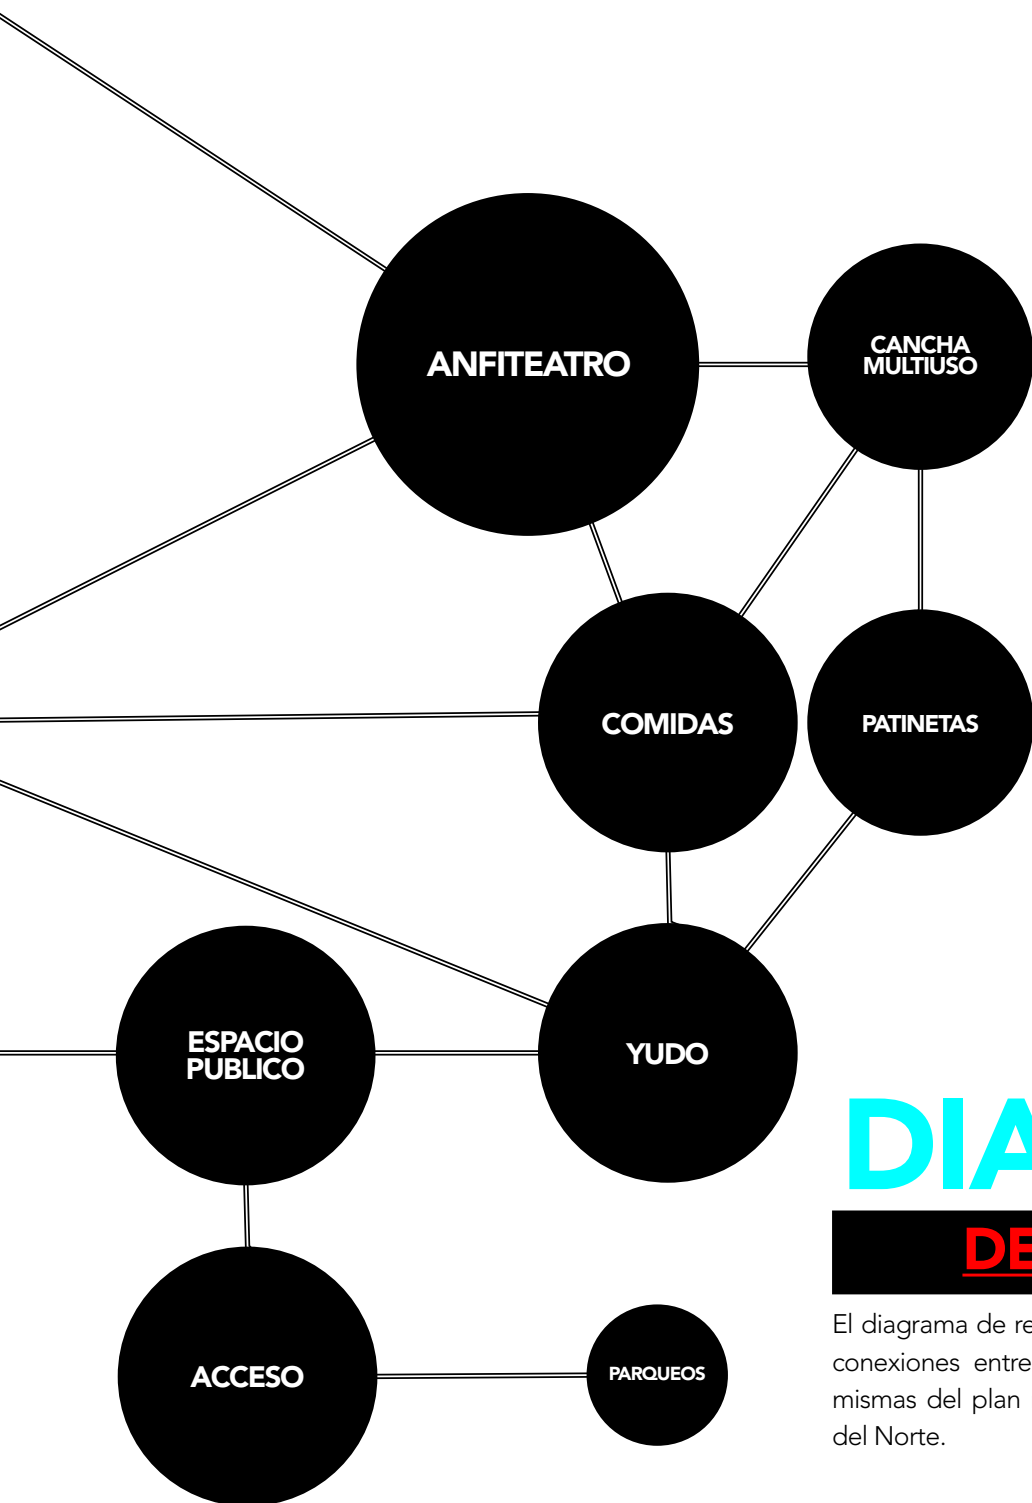 ANFITEATRO
CANCHA
MULTIUSO
COMIDAS
PATINETAS
ESPACIO
PUBLICO
YUDO
ACCESO
PARQUEOS
DIA
DE
El diagrama de re
conexiones entre
mismas del plan
del Norte.